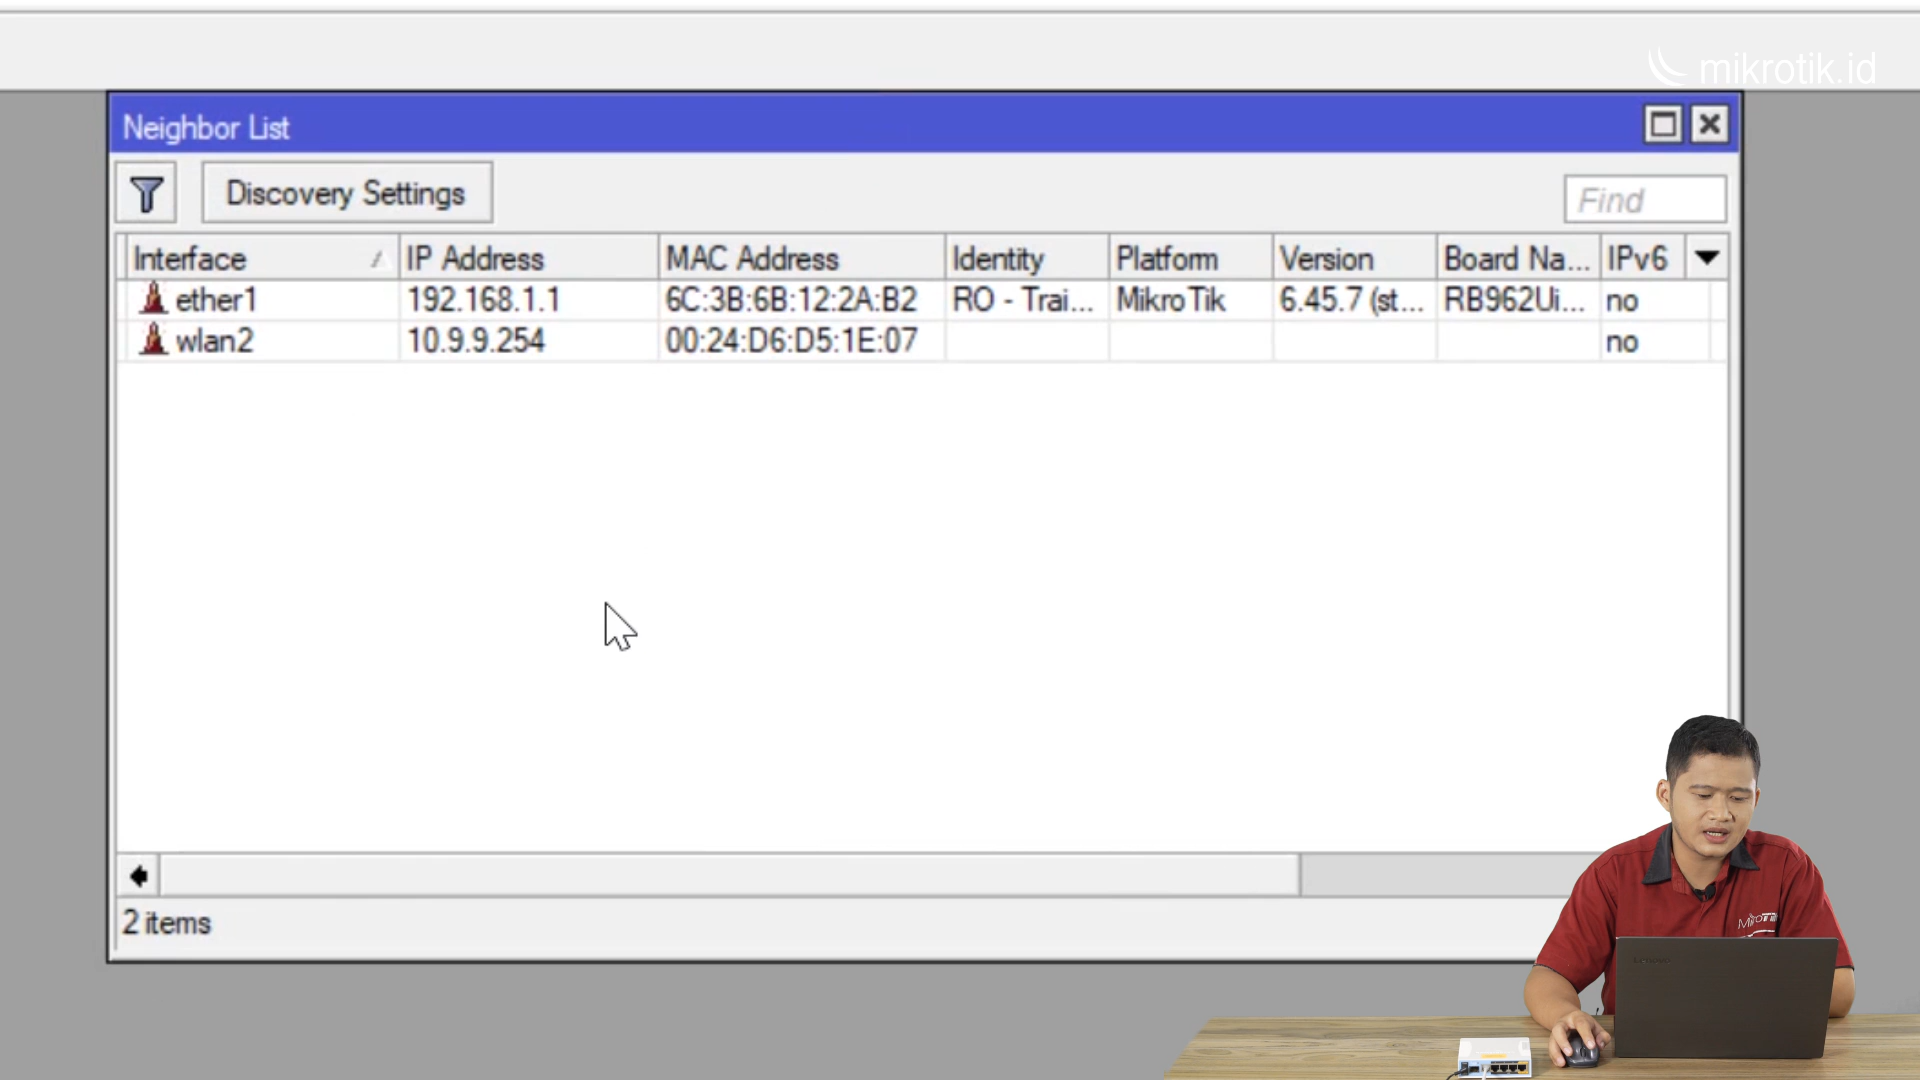 mikrotik.id
Neighbor List
Discovery Settings
Find
Interface IP Address MAC Address Identity Platform Version Board Na... IPv6
ether1 192.168.1.1 6C:3B:6B:12:2A:B2 RO - Trai... MikroTik 6.45.7 (st... RB962Ui... no
wlan2 10.9.9.254 00:24:D6:D5:1E:07 no
2 items
Lenovo